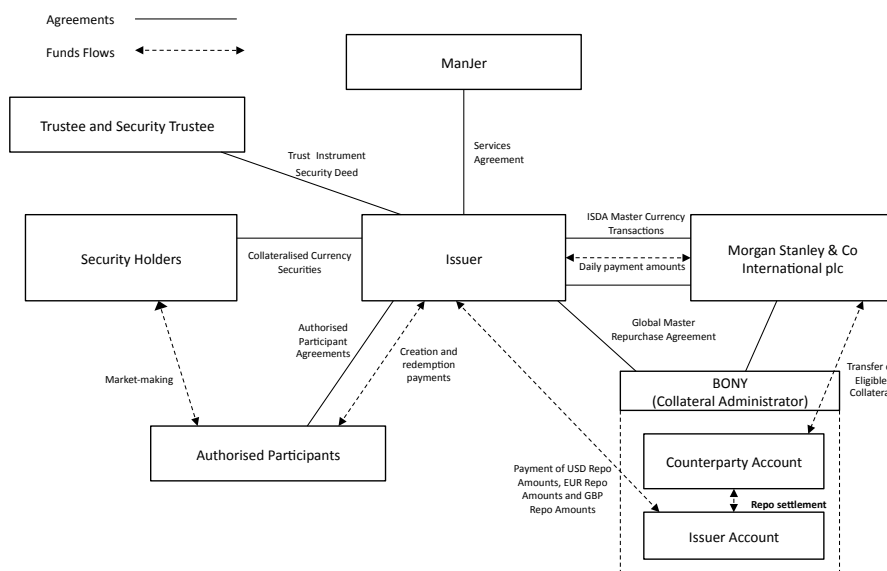 Agreements
Funds Flows
ManJer
Trustee and Security Trustee
Services
Agreement
Trust Instrument
Security Deed
ISDA Master Currency
Transactions
Security Holders
Collateralised Currency
Securities
Issuer
Daily payment amounts
Morgan Stanley & Co
International plc
Authorised
Participant
Agreements
Creation and
redemption
payments
Global Master
Repurchase Agreement
Market-making
BONY
(Collateral Administrator)
Transfer
Eligible
Collatera
Authorised Participants
Counterparty Account
Payment of USD Repo
Amounts, EUR Repo
Amounts and GBP
Repo Amounts
Repo settlement
Issuer Account